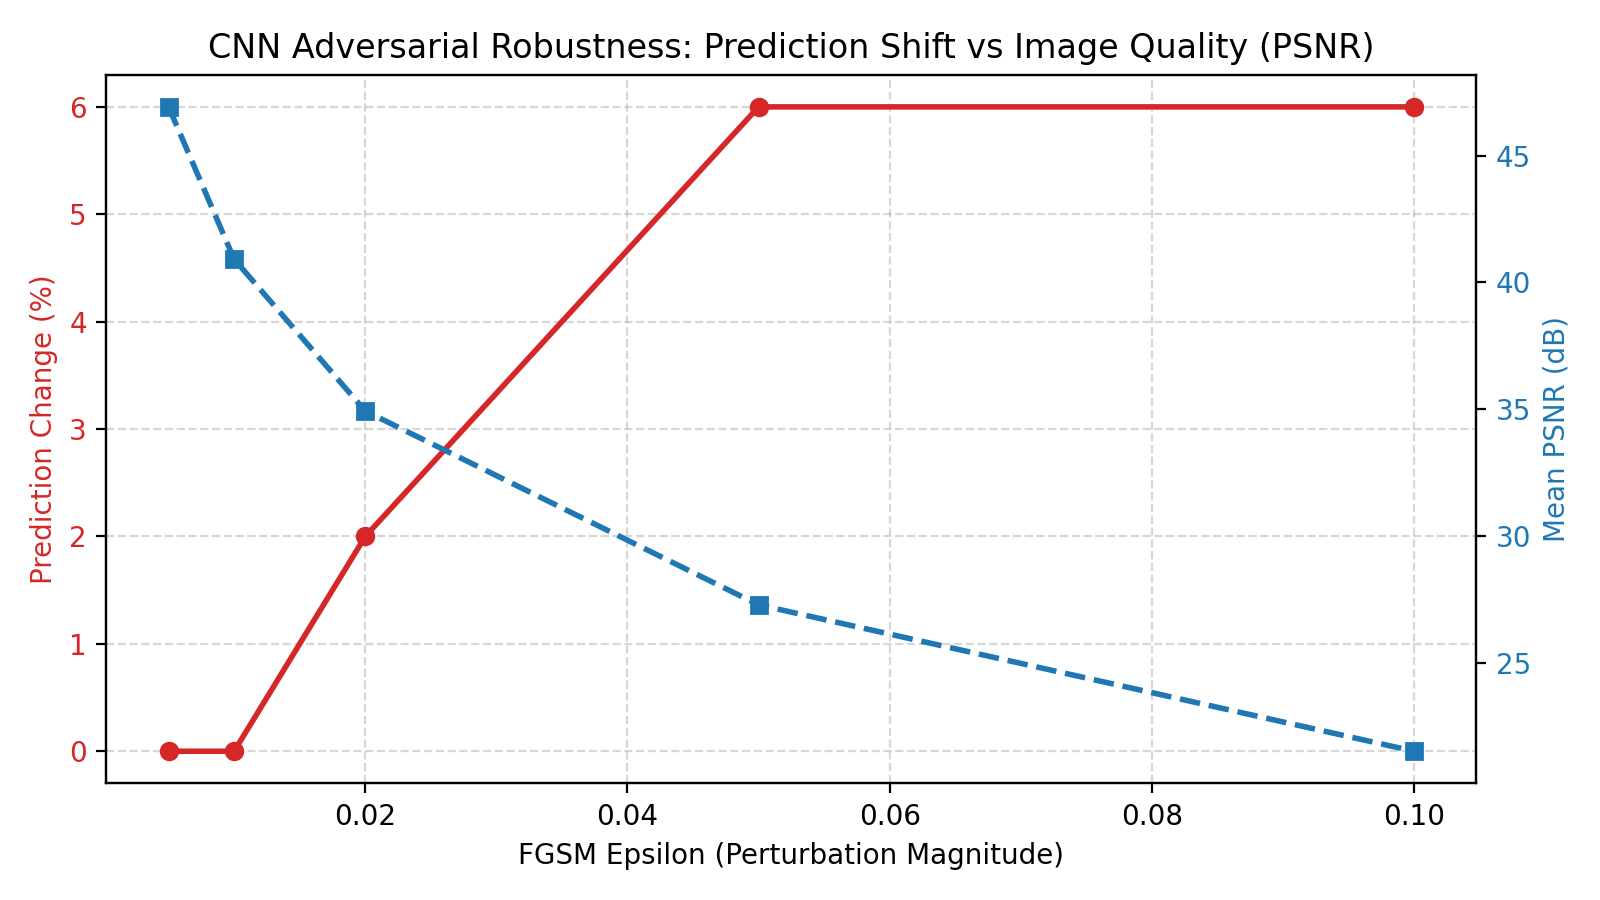 CNN Adversarial Robustness: Prediction Shift vs Image Quality (PSNR)
Prediction Change (%)
6
5
4
3
2
1
0
45
40
35
30
25
Mean PSNR (dB)
0.02 0.04 0.06 0.08 0.10
FGSM Epsilon (Perturbation Magnitude)